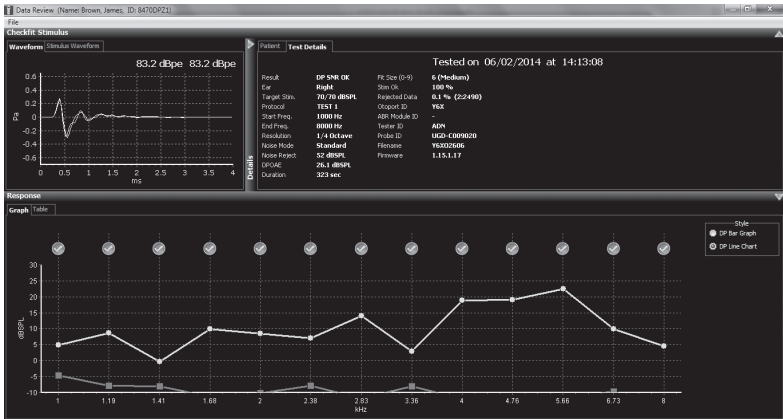 Data Review (Name: Brown, James, ID: 8470DPZ1)
File
Checkfit Stimulus
Waveform Stimulus Waveform
83.2 dBpe 83.2 dBpe
0.6
0.4
0.2
0
-0.2
-0.4
-0.6
Pa
0 0.5 1 1.5 2 2.5 3 3.5 4
ms
Details
Patient Test Details
Tested on 06/02/2014 at 14:13:08
Result DP SNR OK Fit Size (0-9) 6 (Medium)
Ear Right Stim Ok 100 %
Target Stim. 70/70 dBSPL Rejected Data 0.1 % (2:2490)
Protocol TEST 1 Otoport ID Y6X
Start Freq. 1000 Hz ABR Module ID -
End Freq. 8000 Hz Tester ID ADN
Resolution 1/4 Octave Probe ID UGD-C009020
Noise Mode Standard Filename Y6X02606
Noise Reject 52 dBSPL Firmware 1.15.1.17
DPOAE 26.1 dBSPL
Duration 323 sec
Response
Graph Table
Style
DP Bar Graph
DP Line Chart
30
25
20
15
10
5
0
-5
-10
dBSPL
1 1.19 1.41 1.68 2 2.38 2.83 3.36 4 4.76 5.66 6.73 8
kHz